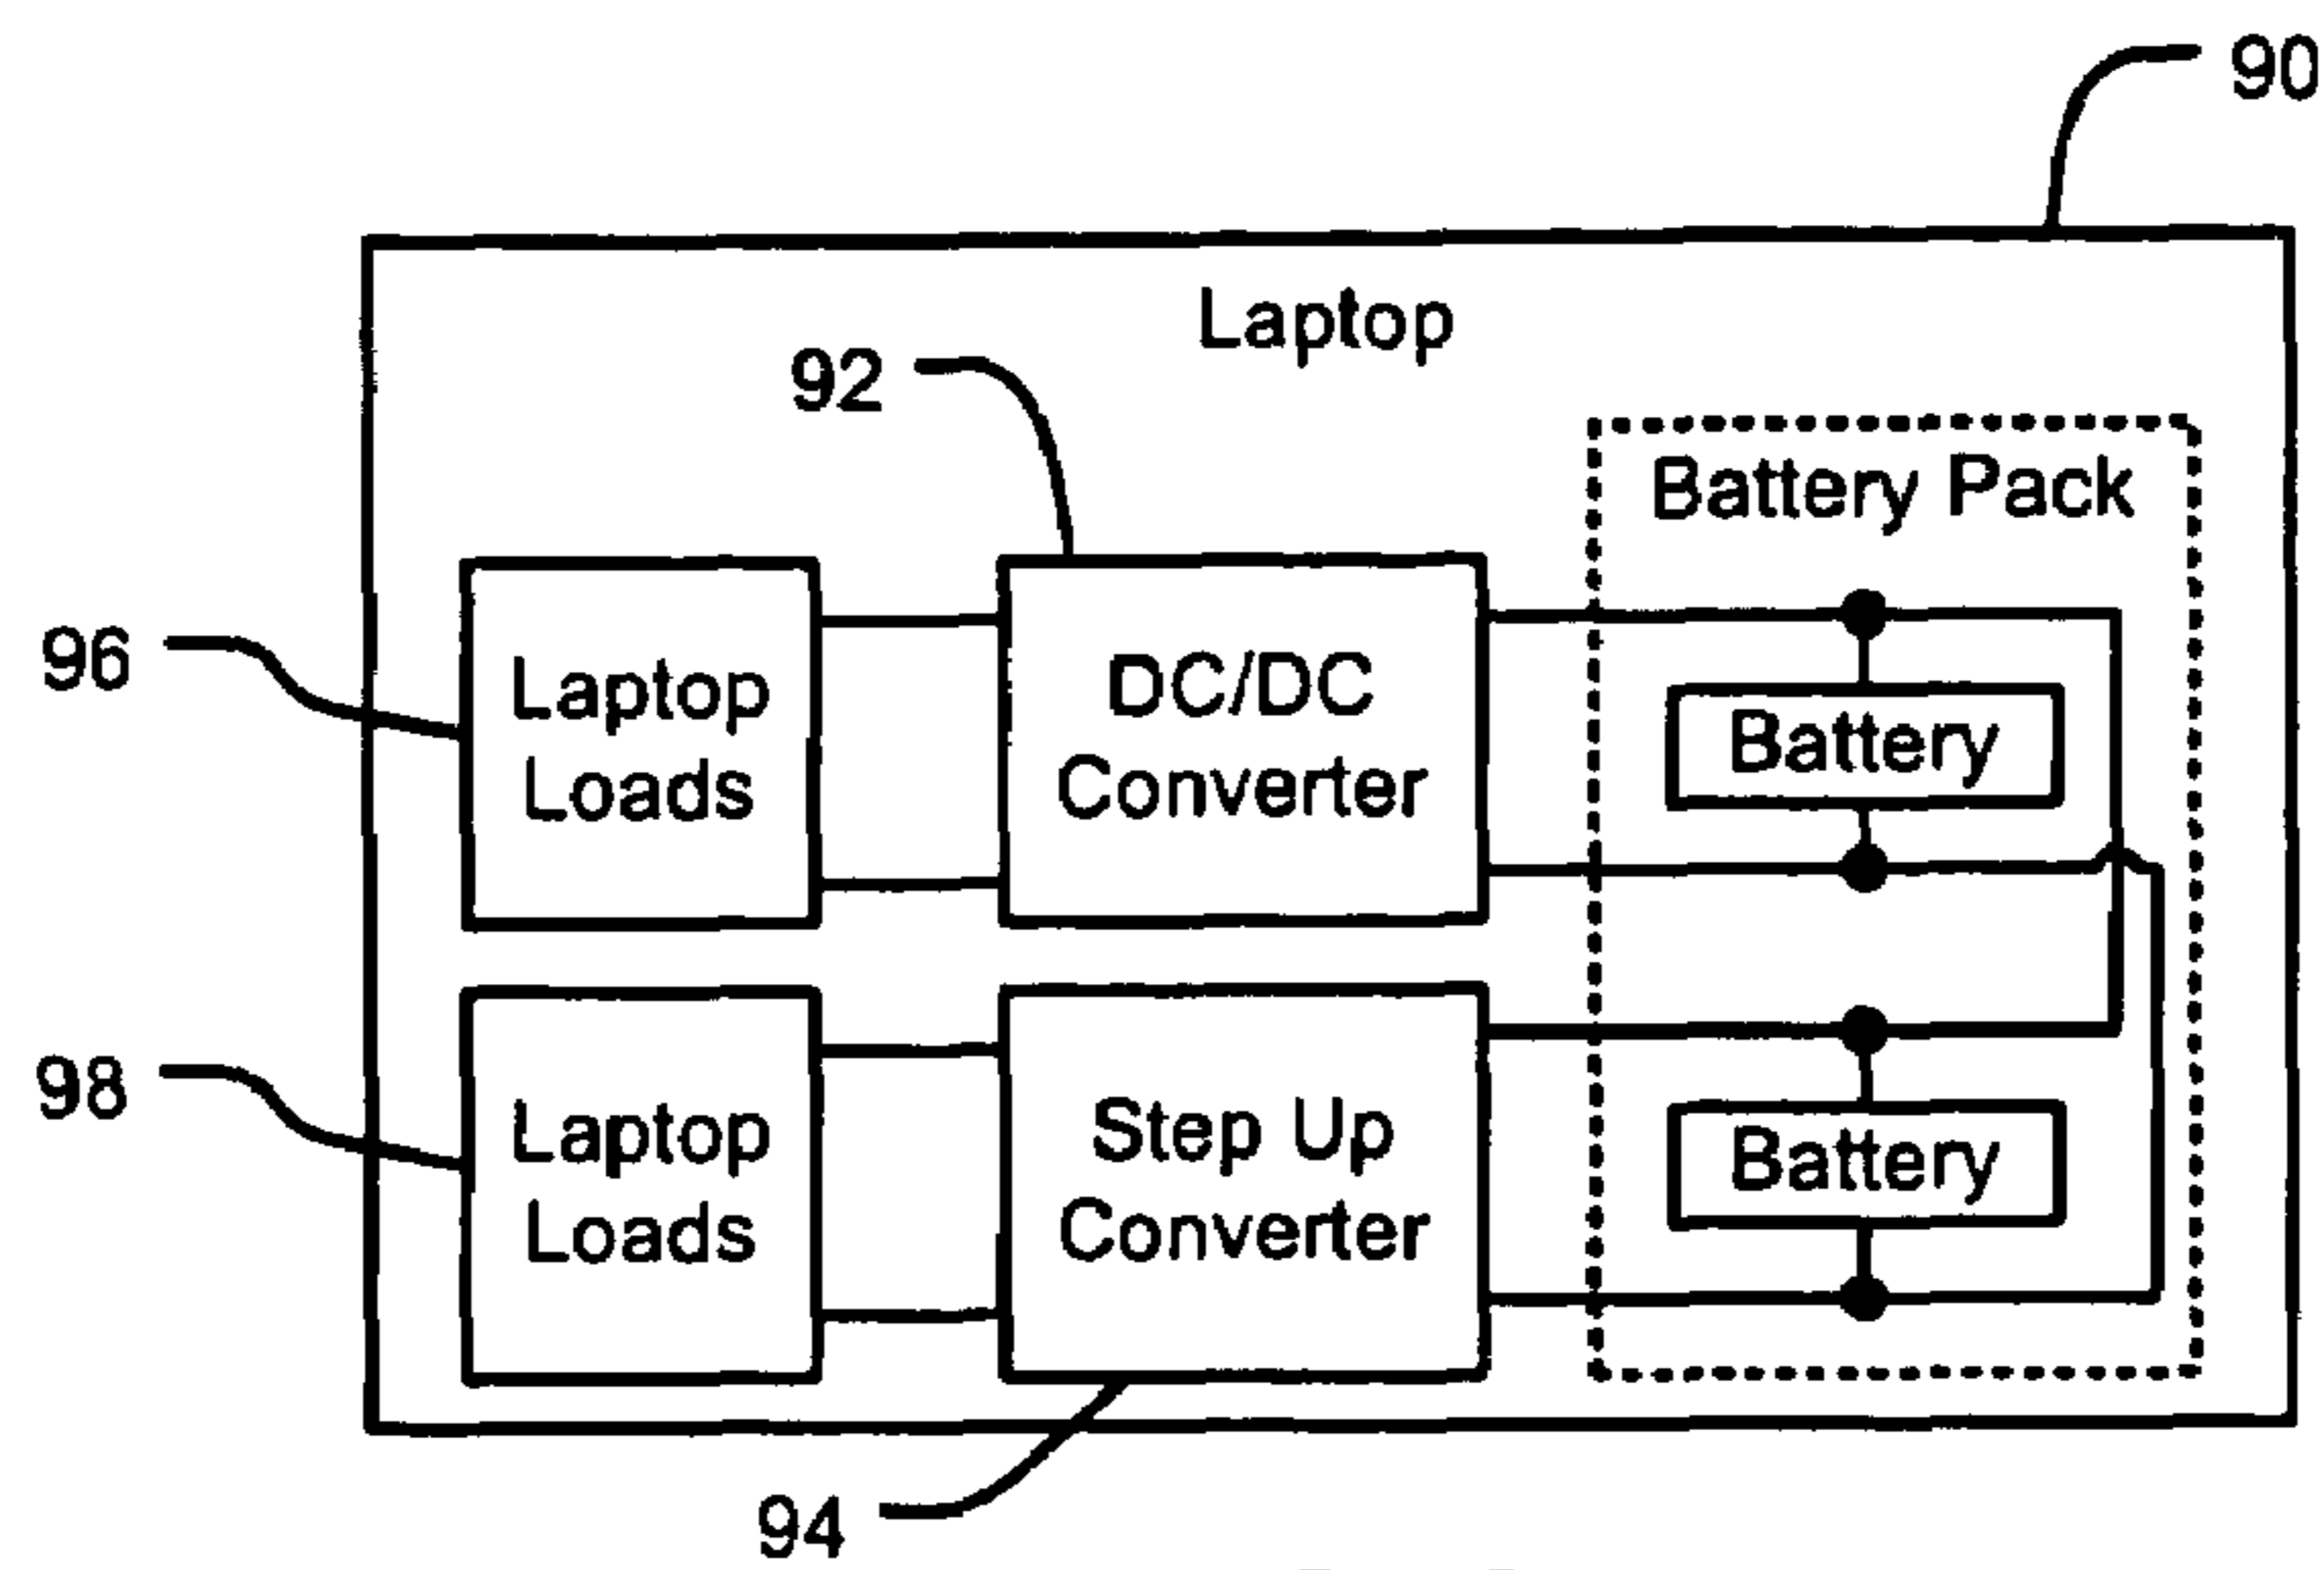 90
Laptop
92
Battery Pack
96
Laptop
Loads
DC/DC
Converter
Battery
98
Laptop
Loads
Step Up
Converter
Battery
94